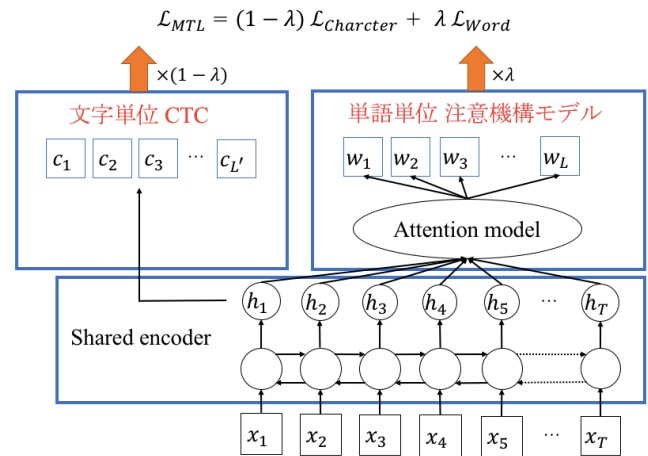 ℒ_MTL = (1 − λ) ℒ_Charcter + λ ℒ_Word
×(1 − λ)
×λ
文字単位 CTC
単語単位 注意機構モデル
c_1 c_2 c_3 ⋯ c_L′
w_1 w_2 w_3 ⋯ w_L
Attention model
h_1 h_2 h_3 h_4 h_5 ⋯ h_T
Shared encoder
x_1 x_2 x_3 x_4 x_5 ⋯ x_T